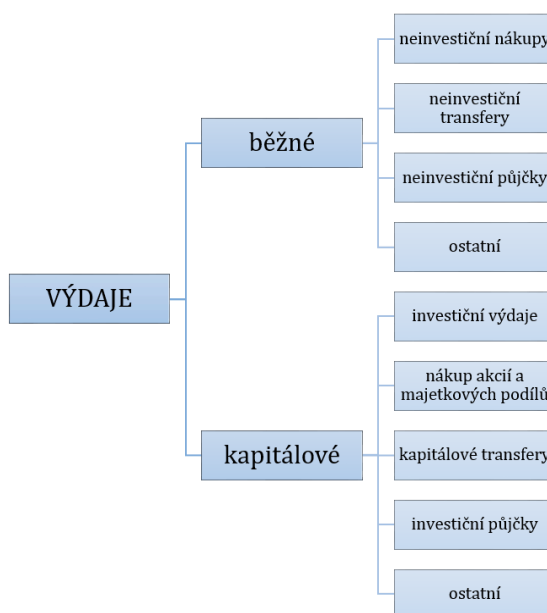 VÝDAJE
běžné
neinvestiční nákupy
neinvestiční
transfery
neinvestiční půjčky
ostatní
kapitálové
investiční výdaje
nákup akcií a
majetkových podílů
kapitálové transfery
investiční půjčky
ostatní